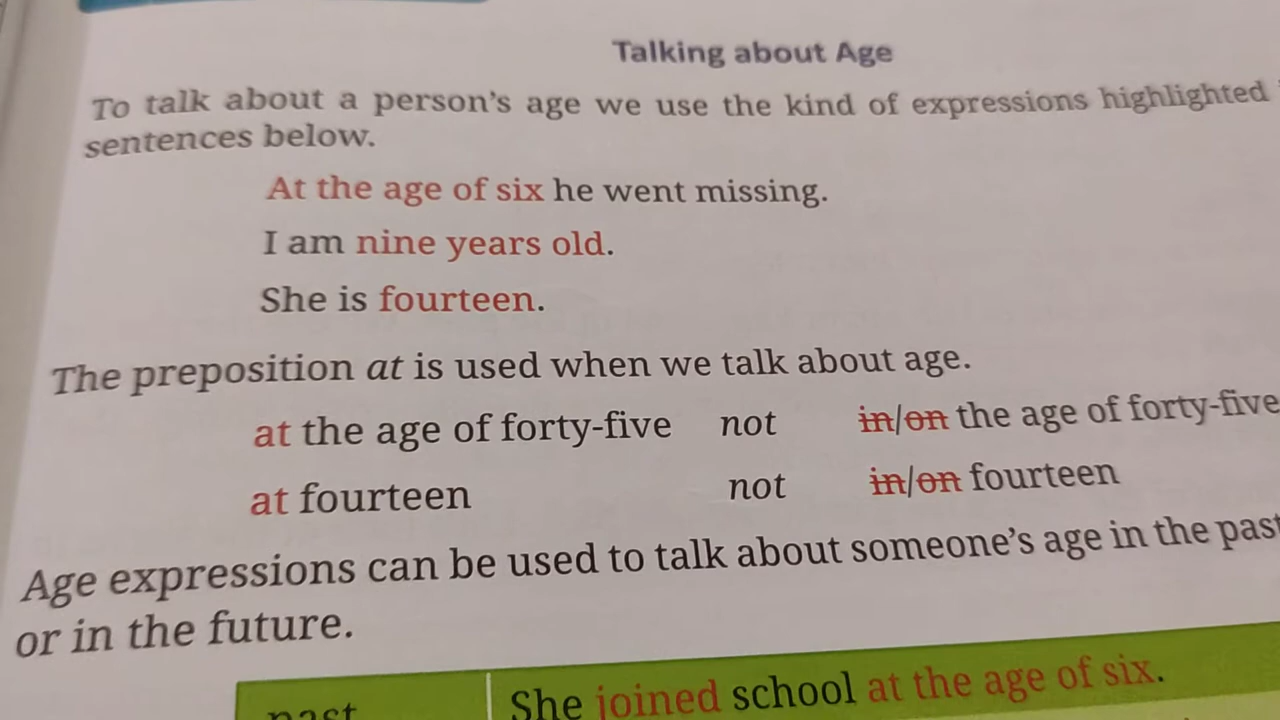 Talking about Age
To talk about a person's age we use the kind of expressions highlighted
sentences below.
At the age of six he went missing.
I am nine years old.
She is fourteen.
The preposition at is used when we talk about age.
at the age of forty-five not in/on the age of forty-five
at fourteen not in/on fourteen
Age expressions can be used to talk about someone's age in the past
or in the future.
past She joined school at the age of six.